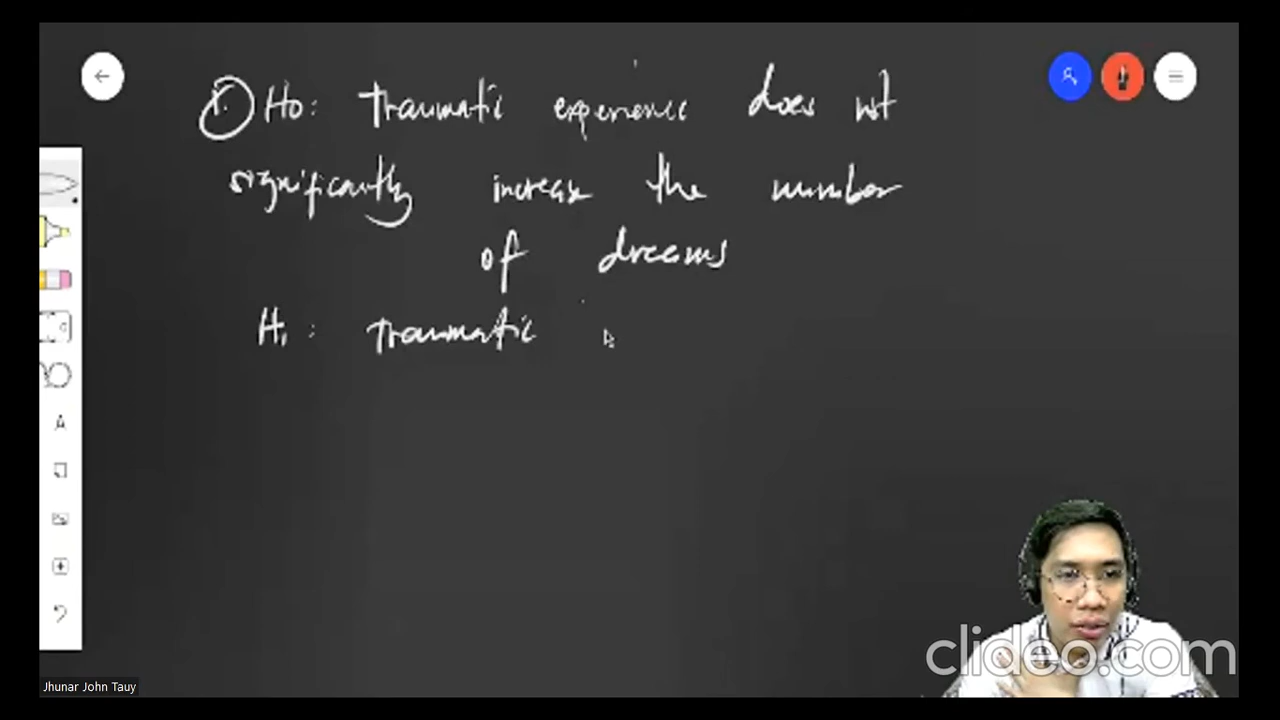 1. Ho: Traumatic experience does not
significantly increase the number
of dreams
H1: Traumatic
clideo.com
Jhunar John Tauy